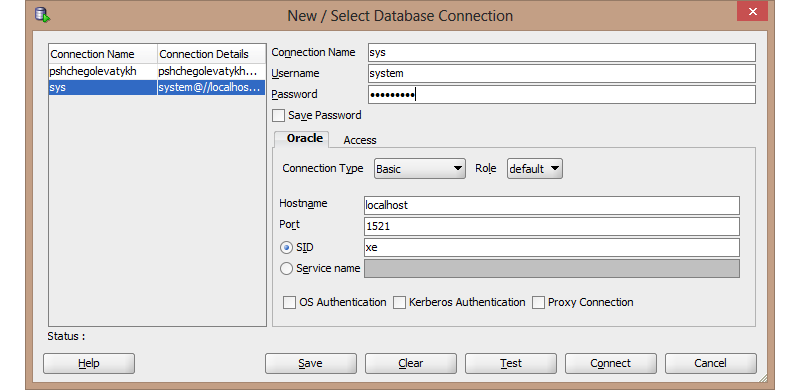 New / Select Database Connection
Connection Name Connection Details
pshchegolevatykh pshchegolevatykh...
sys system@//localhos...
Connection Name sys
Username system
Password •••••••••
Save Password
Oracle Access
Connection Type Basic Role default
Hostname localhost
Port 1521
SID xe
Service name
OS Authentication Kerberos Authentication Proxy Connection
Status :
Help Save Clear Test Connect Cancel